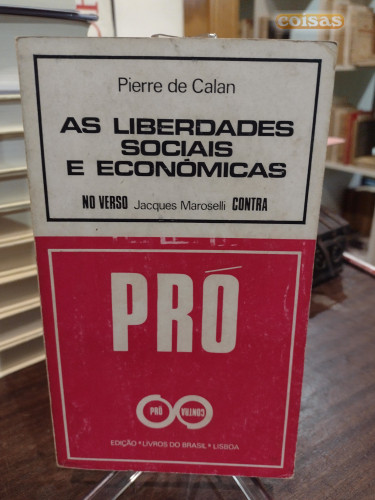 coisas
Pierre de Calan
AS LIBERDADES
SOCIAIS
E ECONÓMICAS
NO VERSO Jacques Maroselli CONTRA
PRÓ
PRÓ CONTRA
EDIÇÃO * LIVROS DO BRASIL * LISBOA